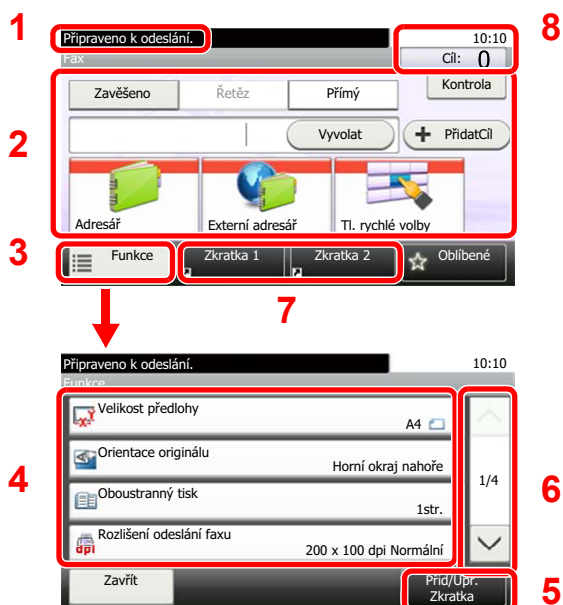 1
Připraveno k odeslání.
10:10
8
Fax
Cíl: 0
Zavěšeno
Řetěz
Přímý
Kontrola
2
Vyvolat
PřidatCíl
Adresář
Externí adresář
Tl. rychlé volby
3
Funkce
Zkratka 1
Zkratka 2
Oblíbené
7
Připraveno k odeslání.
10:10
Funkce
Velikost předlohy
A4
4
Orientace originálu
Horní okraj nahoře
1/4
6
Oboustranný tisk
1str.
dpi
Rozlišení odeslání faxu
200 x 100 dpi Normální
Zavřít
Přid/Upr.
Zkratka
5